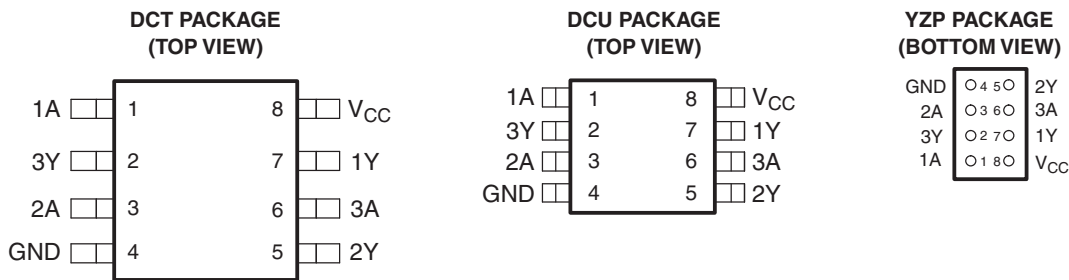 DCT PACKAGE
(TOP VIEW)
1A 1 8 VCC
3Y 2 7 1Y
2A 3 6 3A
GND 4 5 2Y
DCU PACKAGE
(TOP VIEW)
1A 1 8 VCC
3Y 2 7 1Y
2A 3 6 3A
GND 4 5 2Y
YZP PACKAGE
(BOTTOM VIEW)
GND 4 5 2Y
2A 3 6 3A
3Y 2 7 1Y
1A 1 8 VCC